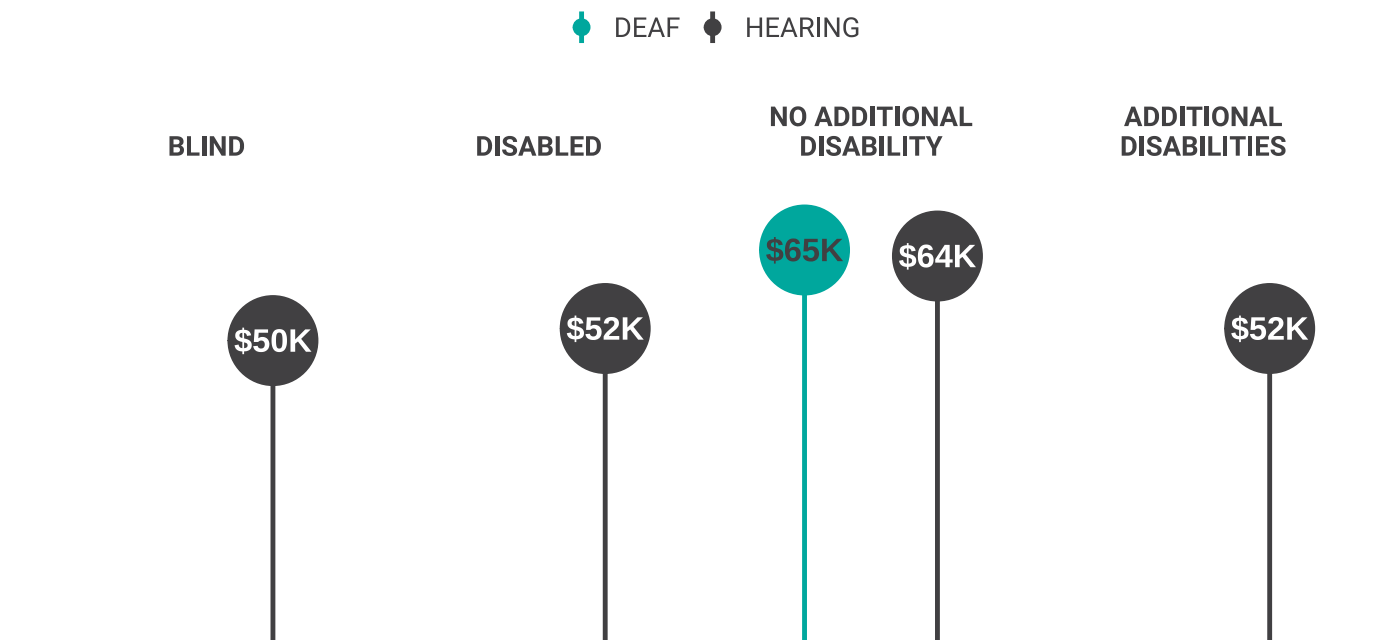 DEAF HEARING
BLIND
DISABLED
NO ADDITIONAL
DISABILITY
ADDITIONAL
DISABILITIES
$50K
$52K
$65K
$64K
$52K